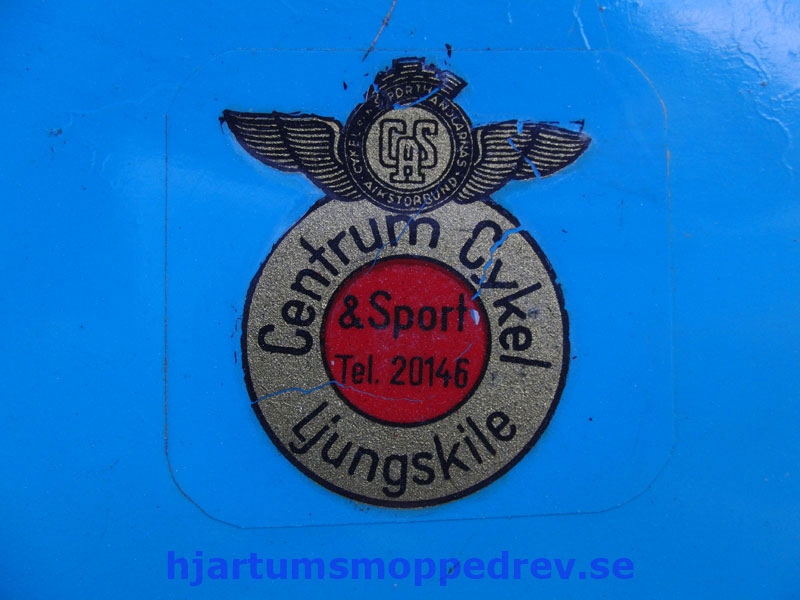 CAS
Centrum Cykel
& Sport
Tel. 20146
Ljungskile
hjartumsmoppedrev.se